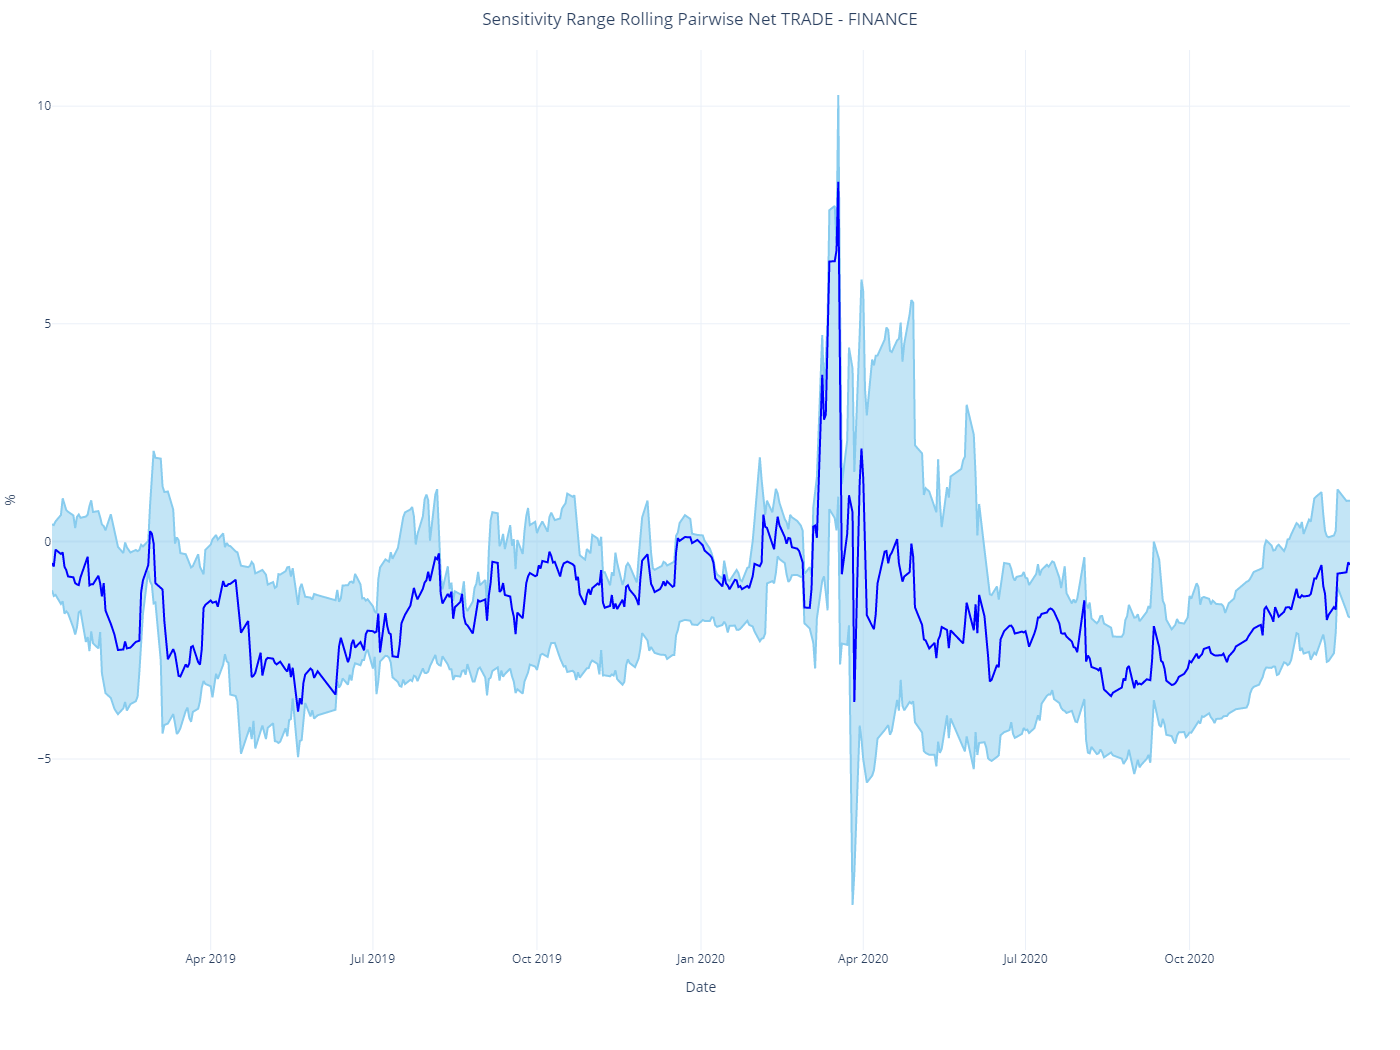 Sensitivity Range Rolling Pairwise Net TRADE - FINANCE
10
5
0
−5
%
Apr 2019
Jul 2019
Oct 2019
Jan 2020
Apr 2020
Jul 2020
Oct 2020
Date